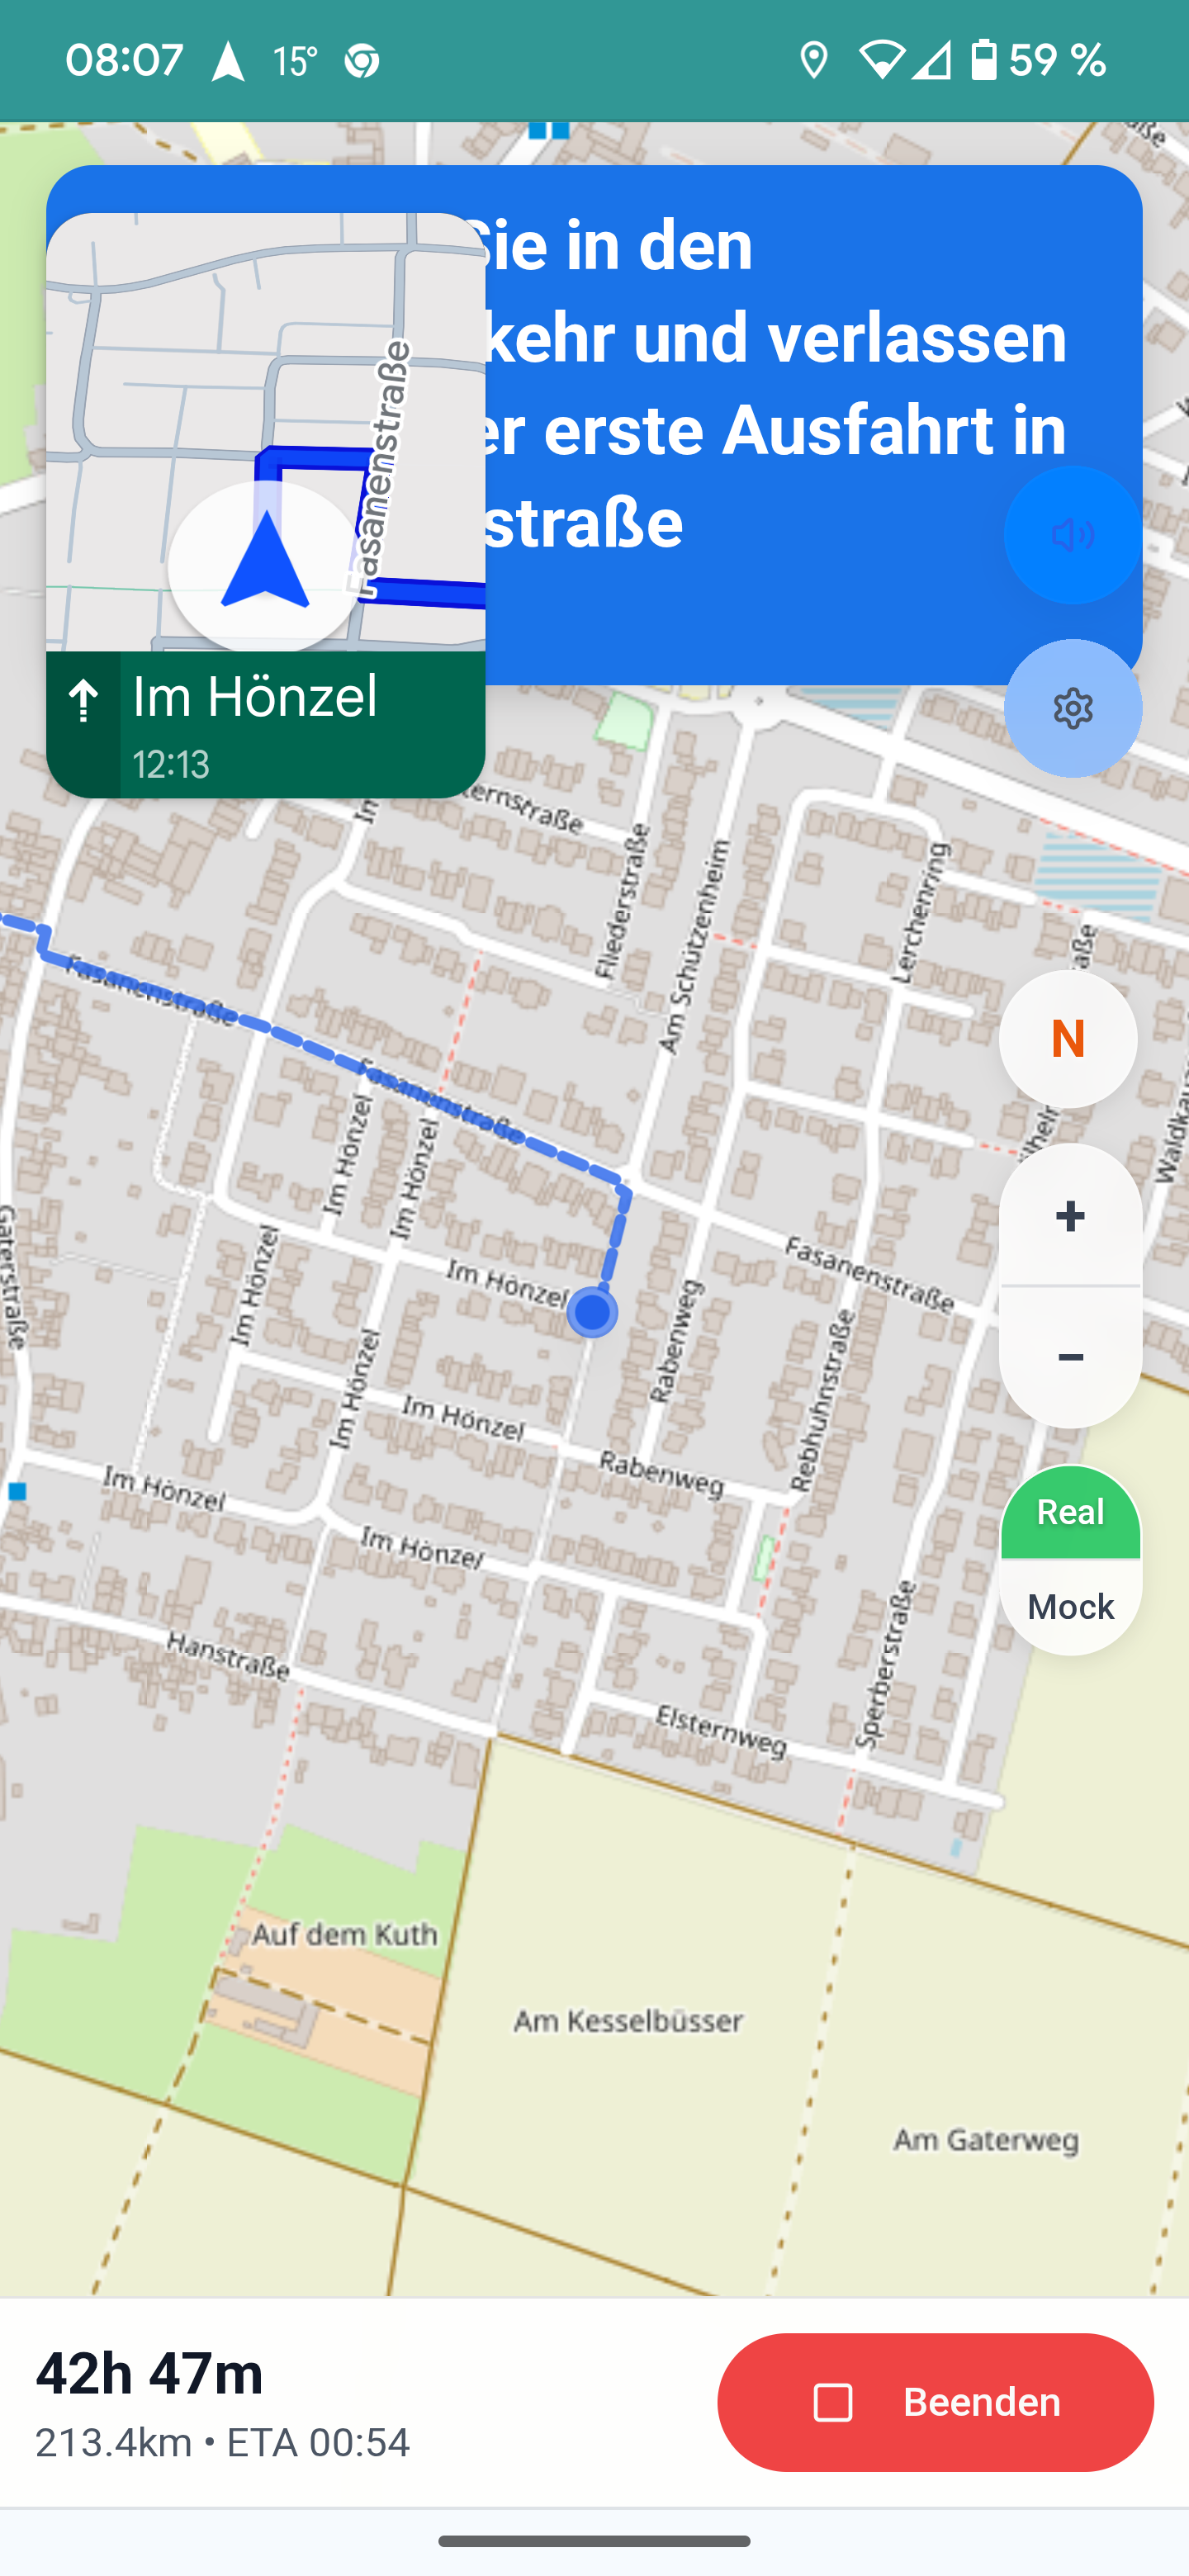 08:07 15° 59 %
Sie in den
kehr und verlassen
er erste Ausfahrt in
straße
Fasanenstraße
Im Hönzel
12:13
Fliederstraße
Am Schützenheim
Lerchenring
Fasanenstraße
Fasanenstraße
N
Im Hönzel
Im Hönzel
Im Hönzel
Im Hönzel
Fasanenstraße
+
−
Gaterstraße
Rabenweg
Rebhuhnstraße
Im Hönzel
Im Hönzel
Rabenweg
Im Hönzel
Im Hönzel
Real
Mock
Hanstraße
Sperberstraße
Elsternweg
Auf dem Kuth
Am Kesselbüsser
Am Gaterweg
42h 47m
213.4km • ETA 00:54
Beenden